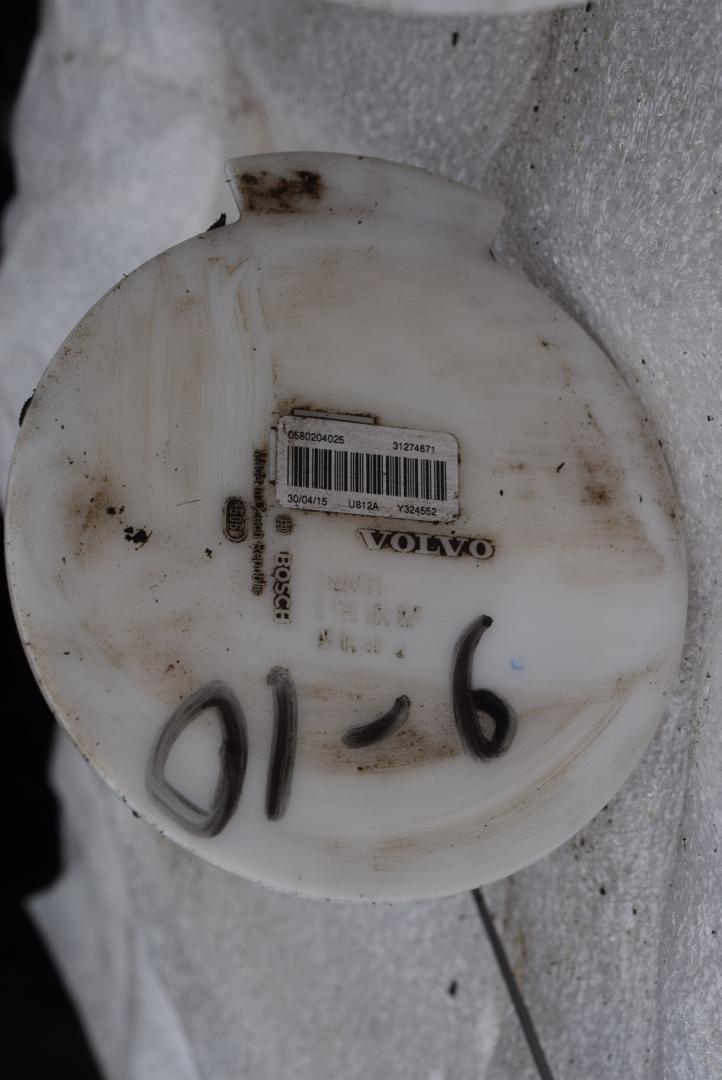 0580204025 31274671
30/04/15 U812A Y324552
VOLVO
Made in Czech Republic
BOSCH
01-6